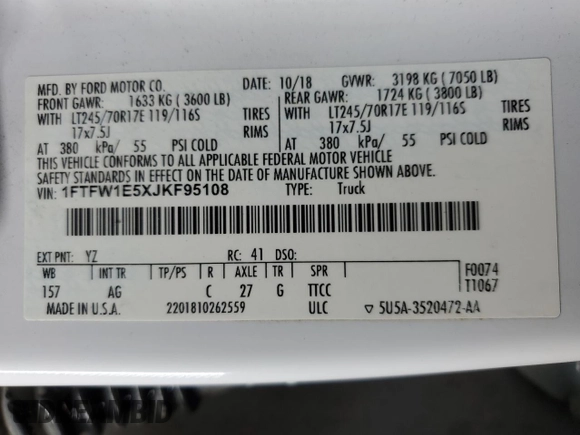 MFD. BY FORD MOTOR CO.
DATE: 10/18 GVWR: 3198 KG (7050 LB)
FRONT GAWR: 1633 KG (3600 LB)
REAR GAWR: 1724 KG (3800 LB)
WITH LT245/70R17E 119/116S TIRES
WITH LT245/70R17E 119/116S TIRES
17x7.5J RIMS
17x7.5J RIMS
AT 380 kPa/ 55 PSI COLD
AT 380 kPa/ 55 PSI COLD
THIS VEHICLE CONFORMS TO ALL APPLICABLE FEDERAL MOTOR VEHICLE
SAFETY STANDARDS IN EFFECT ON THE DATE OF MANUFACTURE SHOWN ABOVE.
VIN: 1FTFW1E5XJKF95108 TYPE: Truck
EXT PNT: YZ RC: 41 DSO:
WB INT TR TP/PS R AXLE TR SPR F0074
157 AG C 27 G TTCC T1067
MADE IN U.S.A. 2201810262559 ULC ▽ 5U5A-3520472-AA